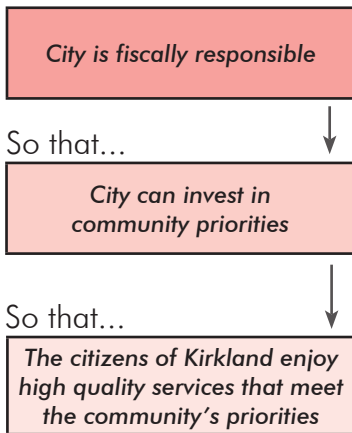 City is fiscally responsible
So that...
City can invest in
community priorities
So that...
The citizens of Kirkland enjoy
high quality services that meet
the community’s priorities